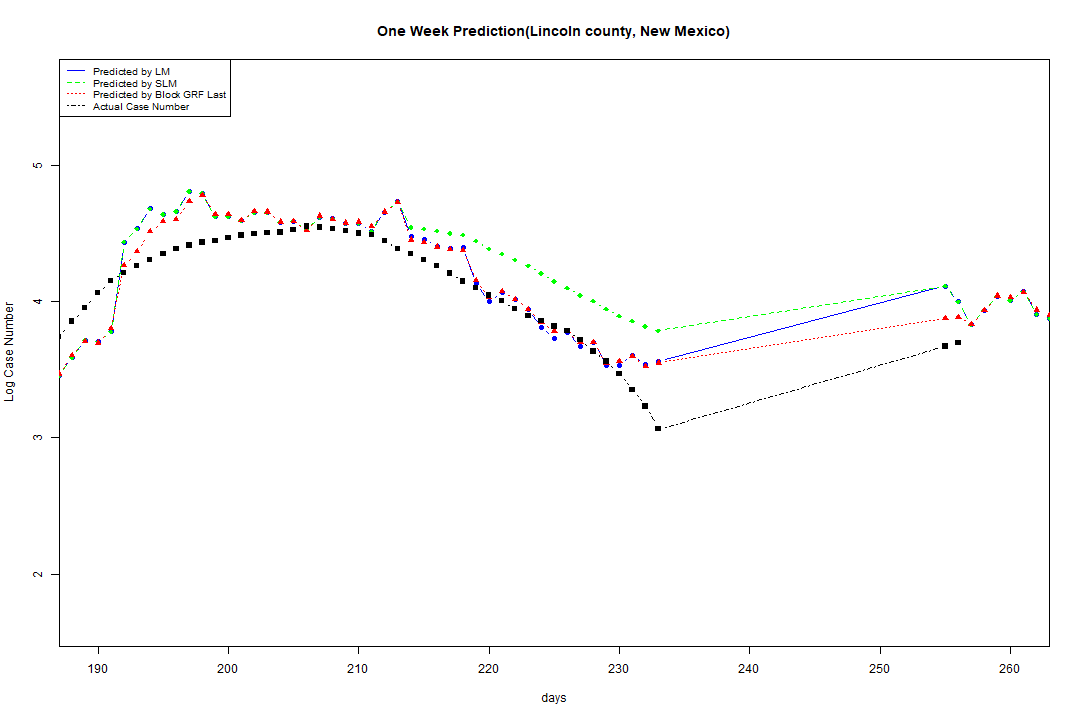 One Week Prediction(Lincoln county, New Mexico)
Predicted by LM
Predicted by SLM
Predicted by Block GRF Last
Actual Case Number
5
4
3
2
Log Case Number
190 200 210 220 230 240 250 260
days